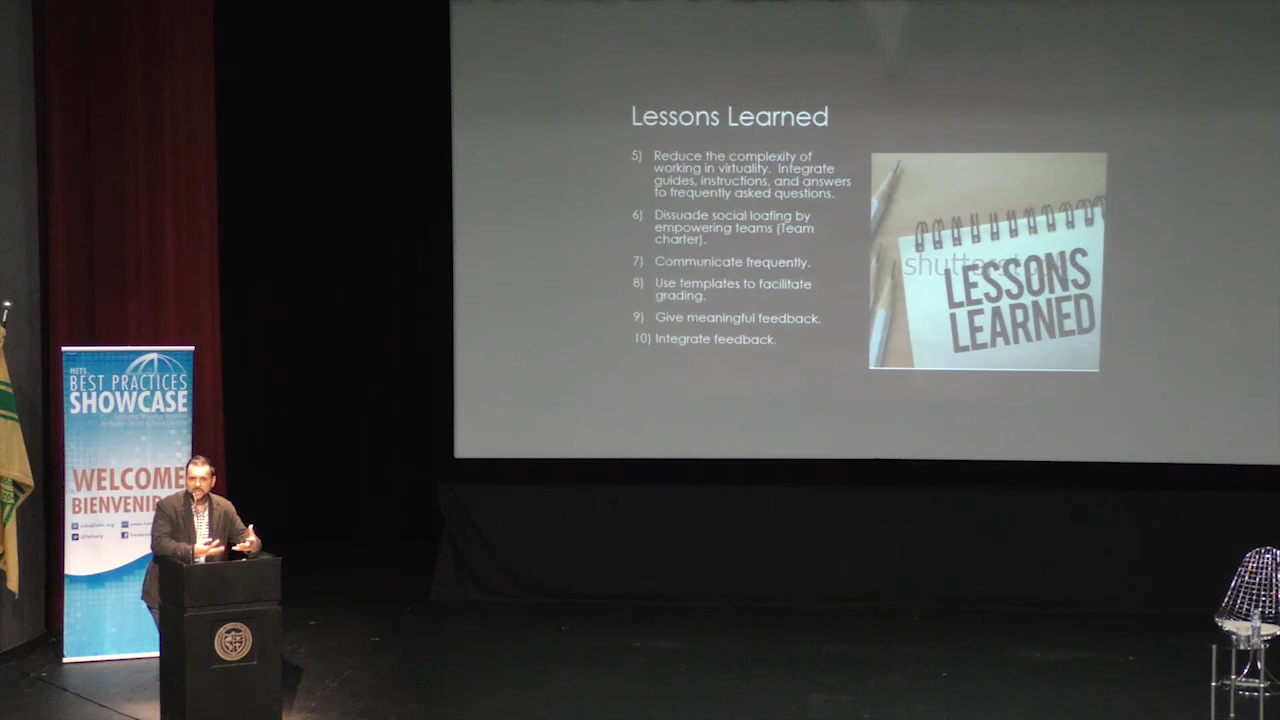 Lessons Learned
5) Reduce the complexity of
working in virtuality. Integrate
guides, instructions, and answers
to frequently asked questions.
6) Dissuade social loafing by
empowering teams (Team
charter).
7) Communicate frequently.
8) Use templates to facilitate
grading.
9) Give meaningful feedback.
10) Integrate feedback.
LESSONS
LEARNED
HETS
BEST PRACTICES
SHOWCASE
WELCOME